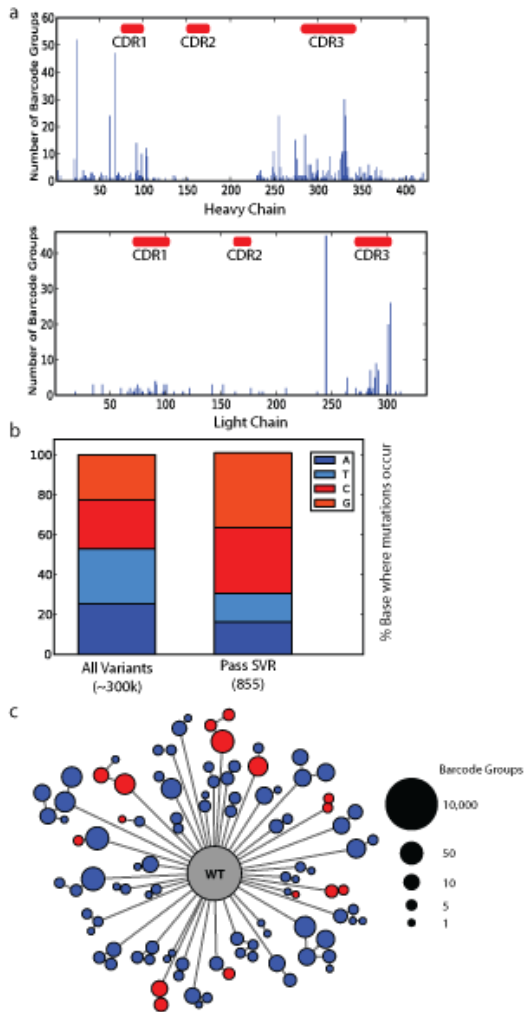 a
Number of Barcode Groups
60
50
40
30
20
10
0
CDR1 CDR2 CDR3
50 100 150 200 250 300 350 400
Heavy Chain
Number of Barcode Groups
40
30
20
10
0
CDR1 CDR2 CDR3
50 100 150 200 250 300
Light Chain
b
100
80
60
40
20
0
A
T
C
G
% Base where mutations occur
All Variants
(~300k)
Pass SVR
(855)
c
WT
Barcode Groups
10,000
50
10
5
1